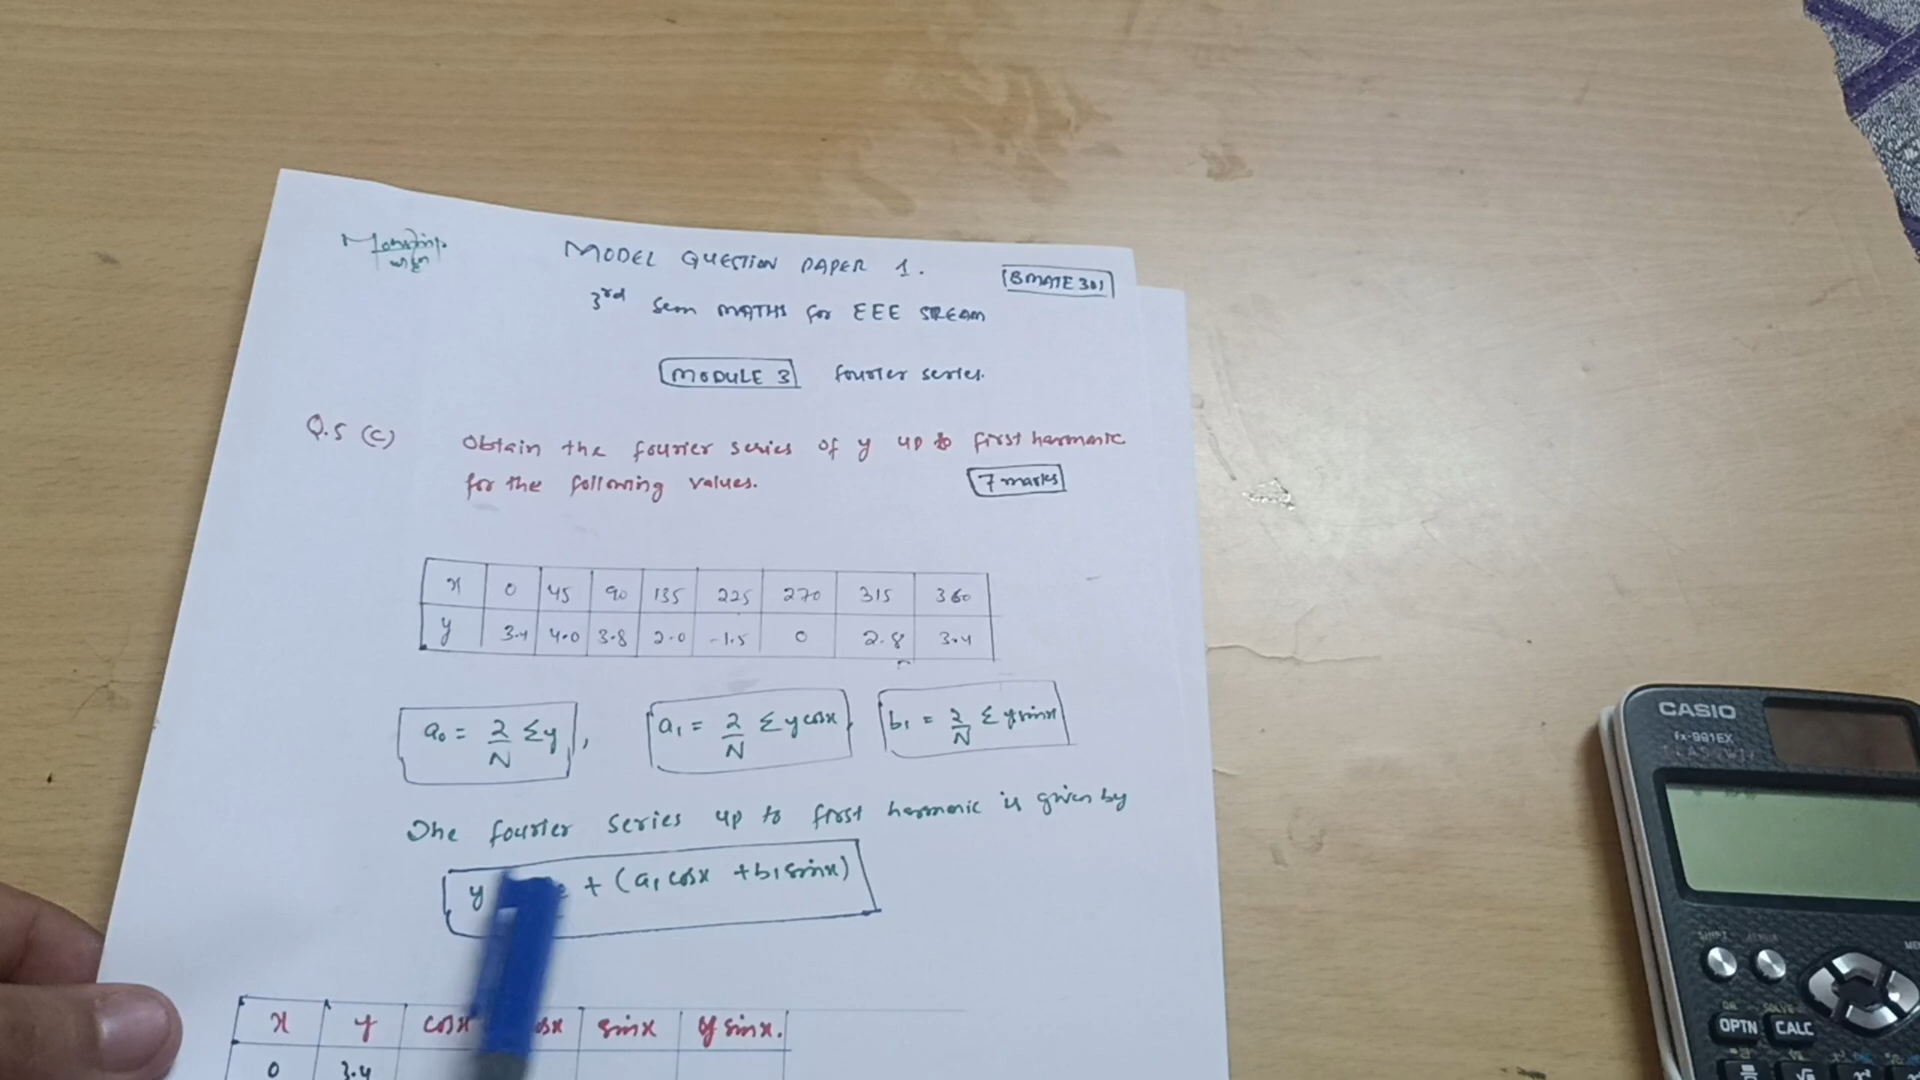 MODEL QUESTION PAPER 1.
BMATE 301
3rd Sem MATHS for EEE SREAM
MODULE 3 fourier series.
Q.5 (c) Obtain the fourier series of y up to first harmonic
for the following values. 7 marks
x 0 45 90 135 225 270 315 360
y 3.4 4.0 3.8 2.0 -1.5 0 2.8 3.4
a₀ = 2/N Σy, a₁ = 2/N Σ y cosx, b₁ = 2/N Σ y sinx
The fourier series up to first harmonic is given by
y + (a₁ cosx + b₁ sinx)
x y cosx sinx y sinx.
0 3.4
CASIO
fx-991EX
OPTN CALC